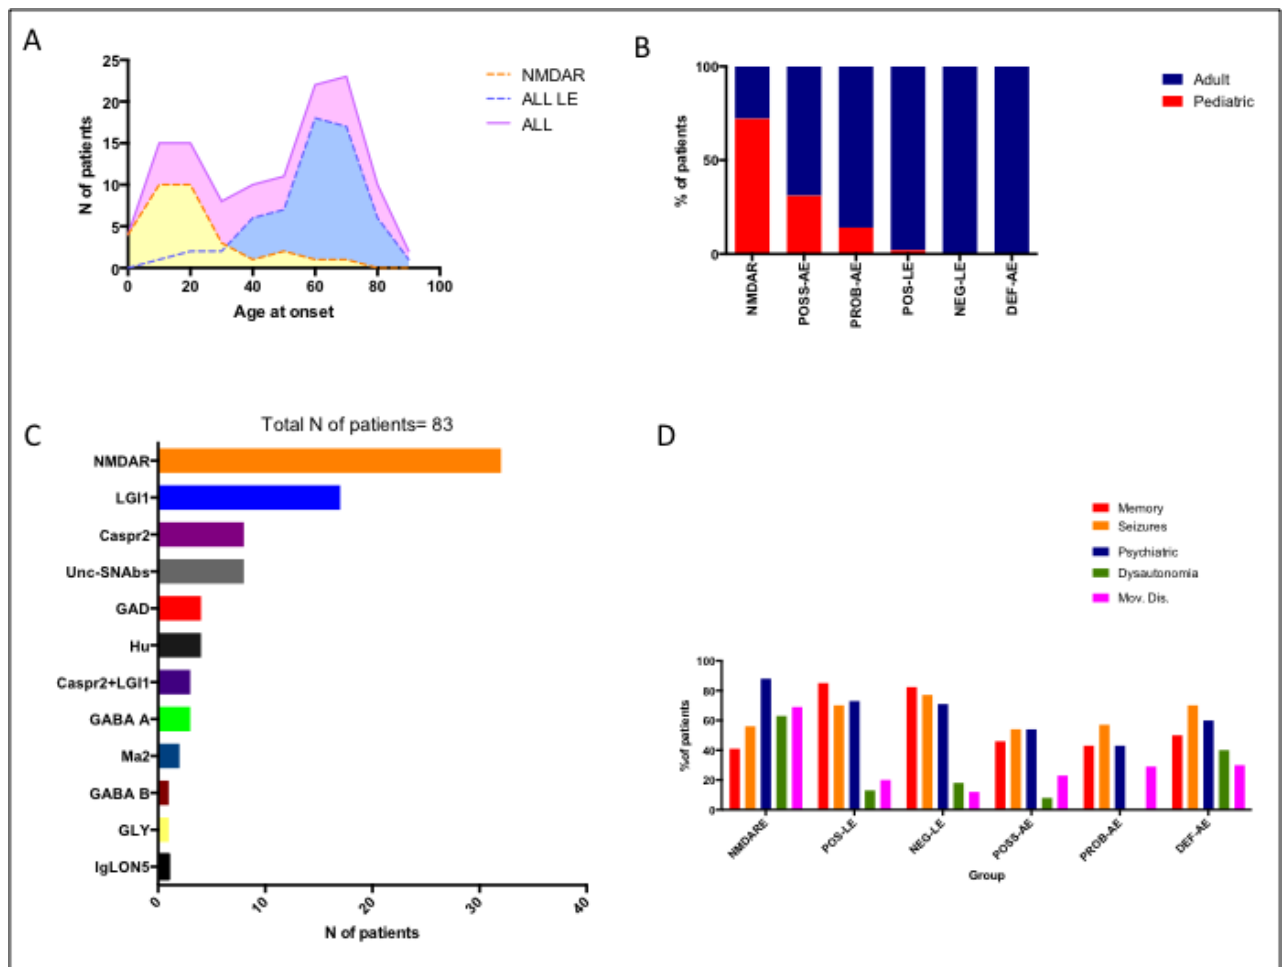 A
25
20
15
10
5
0
N of patients
0 20 40 60 80 100
Age at onset
NMDAR
ALL LE
ALL
B
100
50
0
% of patients
NMDAR
POSS-AE
PROB-AE
POS-LE
NEG-LE
DEF-AE
Adult
Pediatric
C
Total N of patients= 83
NMDAR
LGI1
Caspr2
Unc-SNAbs
GAD
Hu
Caspr2+LGI1
GABA A
Ma2
GABA B
GLY
IgLON5
0 10 20 30 40
N of patients
D
Memory
Seizures
Psychiatric
Dysautonomia
Mov. Dis.
100
80
60
40
20
0
%of patients
NMDARE
POS-LE
NEG-LE
POSS-AE
PROB-AE
DEF-AE
Group